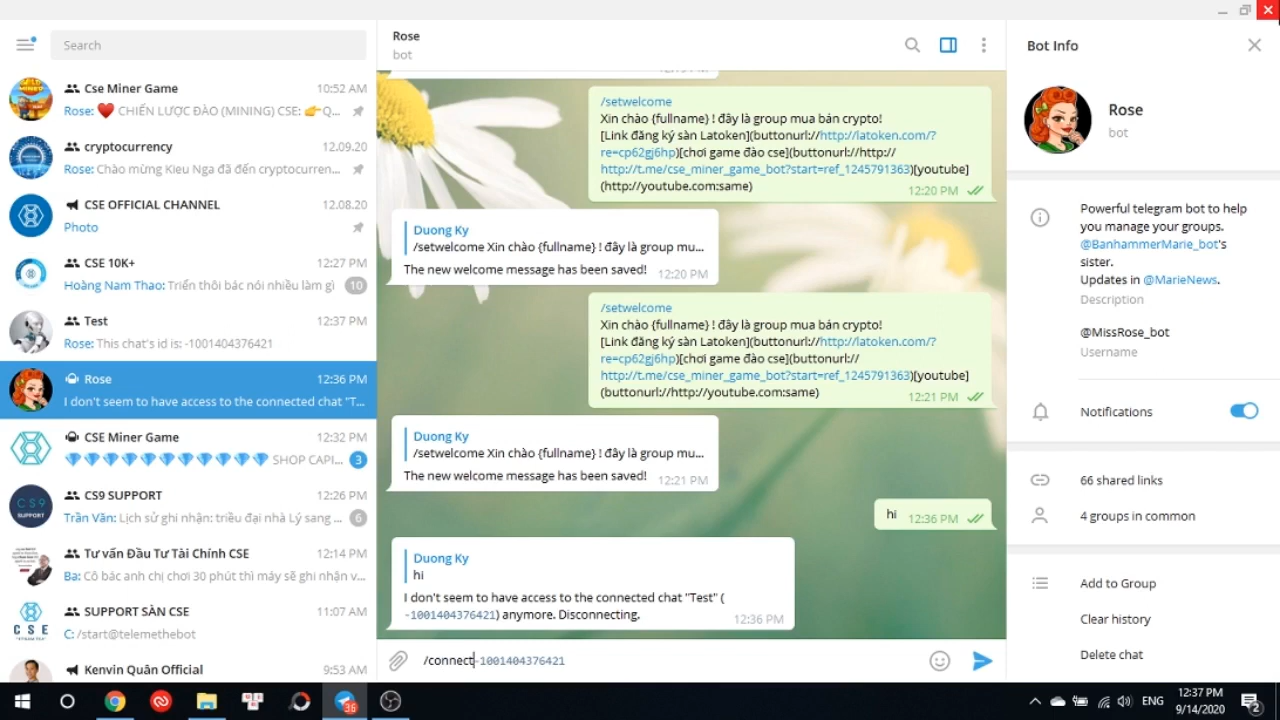 Search
Cse Miner Game
10:52 AM
Rose: ❤ CHIẾN LƯỢC ĐÀO (MINING) CSE: 👉Q...
cryptocurrency
12.09.20
Rose: Chào mừng Kieu Nga đã đến cryptocurren...
CSE OFFICIAL CHANNEL
12.08.20
Photo
CSE 10K+
12:27 PM
Hoàng Nam Thao: Triển thôi bác nói nhiều làm gì
10
Test
12:37 PM
Rose: This chat's id is: -1001404376421
Rose
12:36 PM
I don't seem to have access to the connected chat "T...
CSE Miner Game
12:32 PM
💎💎💎💎💎💎💎💎💎💎💎 SHOP CAPI...
3
CS9 SUPPORT
12:26 PM
Trần Văn: Lịch sử ghi nhận: triều đại nhà Lý sang ...
6
Tư vấn Đầu Tư Tài Chính CSE
12:14 PM
Ba: Cô bác anh chị chơi 30 phút thì máy sẽ ghi nhận v...
SUPPORT SÀN CSE
11:07 AM
C: /start@telemethebot
Kenvin Quân Official
9:53 AM
CS9
SUPPORT
CSE
Rose
bot
/setwelcome
Xin chào {fullname} ! đây là group mua bán crypto!
[Link đăng ký sàn Latoken](buttonurl://http://latoken.com/?
re=cp62gj6hp)[chơi game đào cse](buttonurl://http://
http://t.me/cse_miner_game_bot?start=ref_1245791363)[youtube]
(http://youtube.com:same)
12:20 PM
Duong Ky
/setwelcome Xin chào {fullname} ! đây là group mu...
The new welcome message has been saved!
12:20 PM
/setwelcome
Xin chào {fullname} ! đây là group mua bán crypto!
[Link đăng ký sàn Latoken](buttonurl://http://latoken.com/?
re=cp62gj6hp)[chơi game đào cse](buttonurl://
http://t.me/cse_miner_game_bot?start=ref_1245791363)[youtube]
(buttonurl://http://youtube.com:same)
12:21 PM
Duong Ky
/setwelcome Xin chào {fullname} ! đây là group mu...
The new welcome message has been saved!
12:21 PM
hi
12:36 PM
Duong Ky
hi
I don't seem to have access to the connected chat "Test" (
-1001404376421) anymore. Disconnecting.
12:36 PM
/connect-1001404376421
Bot Info
Rose
bot
Powerful telegram bot to help
you manage your groups.
@BanhammerMarie_bot's
sister.
Updates in @MarieNews.
Description
@MissRose_bot
Username
Notifications
66 shared links
4 groups in common
Add to Group
Clear history
Delete chat
36
ENG
12:37 PM
9/14/2020
2